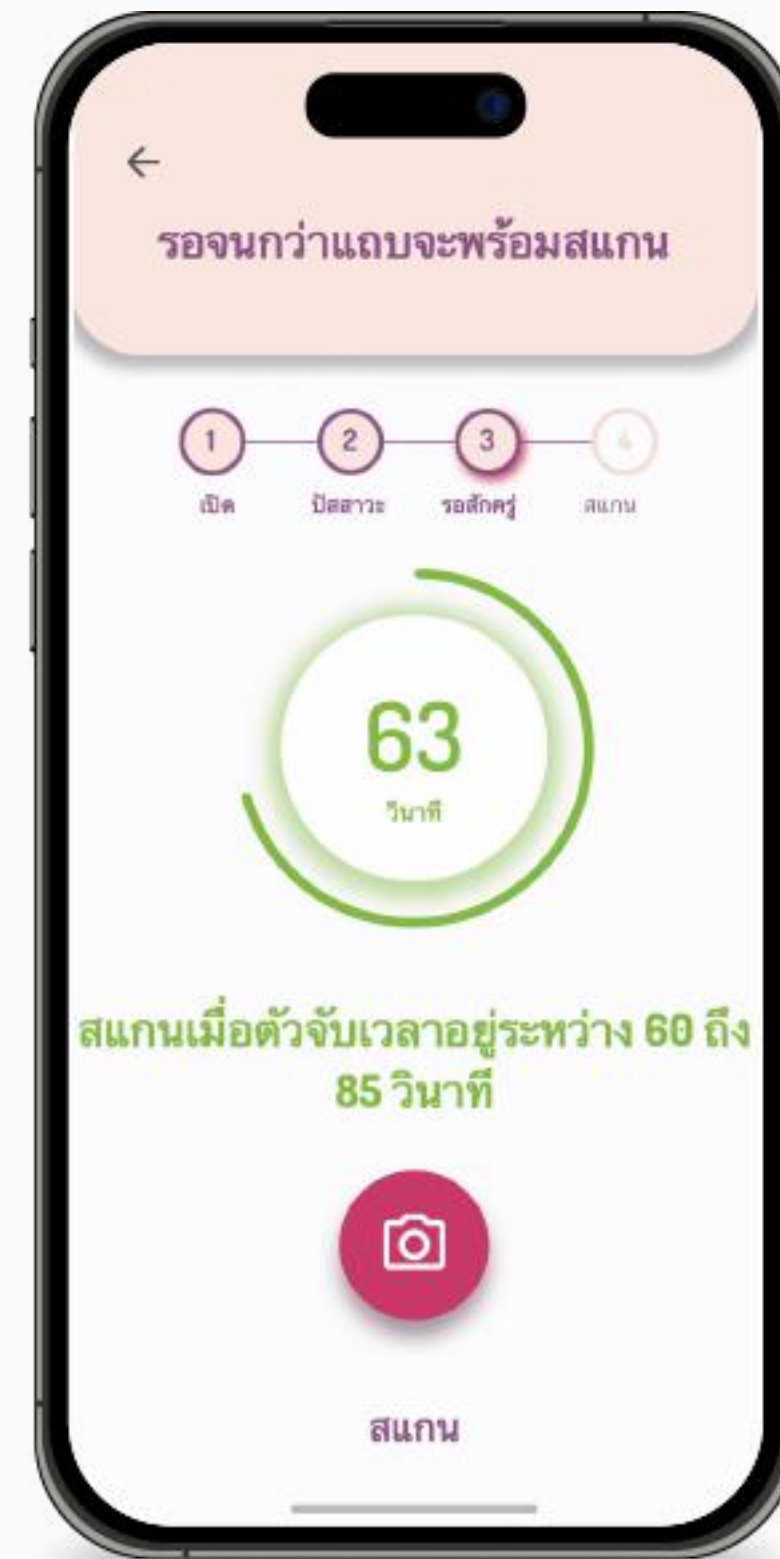 รอจนกว่าแถบจะพร้อมสแกน
1 2 3 4
เปิด ปัสสาวะ รอสักครู่ สแกน
63
วินาที
สแกนเมื่อตัวจับเวลาอยู่ระหว่าง 60 ถึง
85 วินาที
สแกน